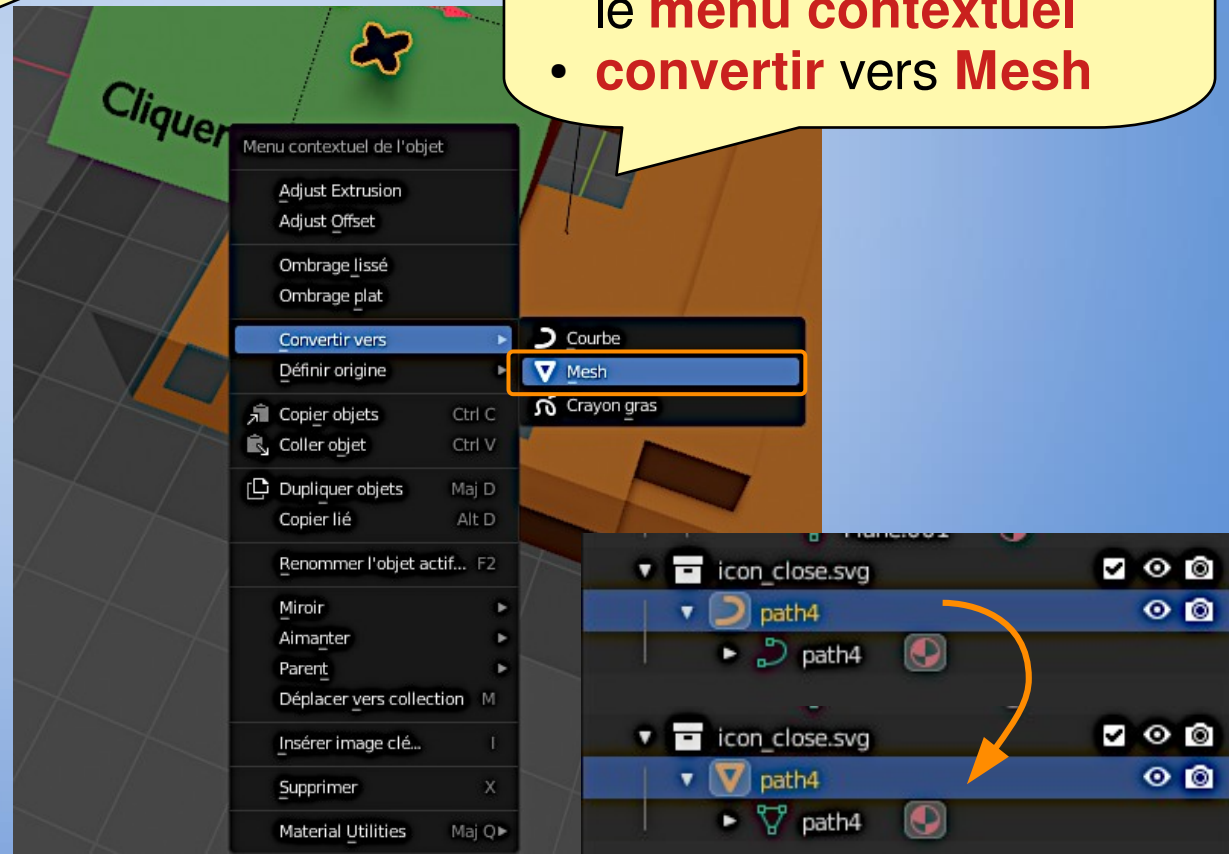 le menu contextuel
• convertir vers Mesh
Cliquer
Menu contextuel de l'objet
Adjust Extrusion
Adjust Offset
Ombrage lissé
Ombrage plat
Convertir vers
Courbe
Définir origine
Mesh
Crayon gras
Copier objets Ctrl C
Coller objet Ctrl V
Dupliquer objets Maj D
Copier lié Alt D
Renommer l'objet actif... F2
Miroir
Aimanter
Parent
Déplacer vers collection M
Insérer image clé... I
Supprimer X
Material Utilities Maj Q
icon_close.svg
path4
path4
icon_close.svg
path4
path4